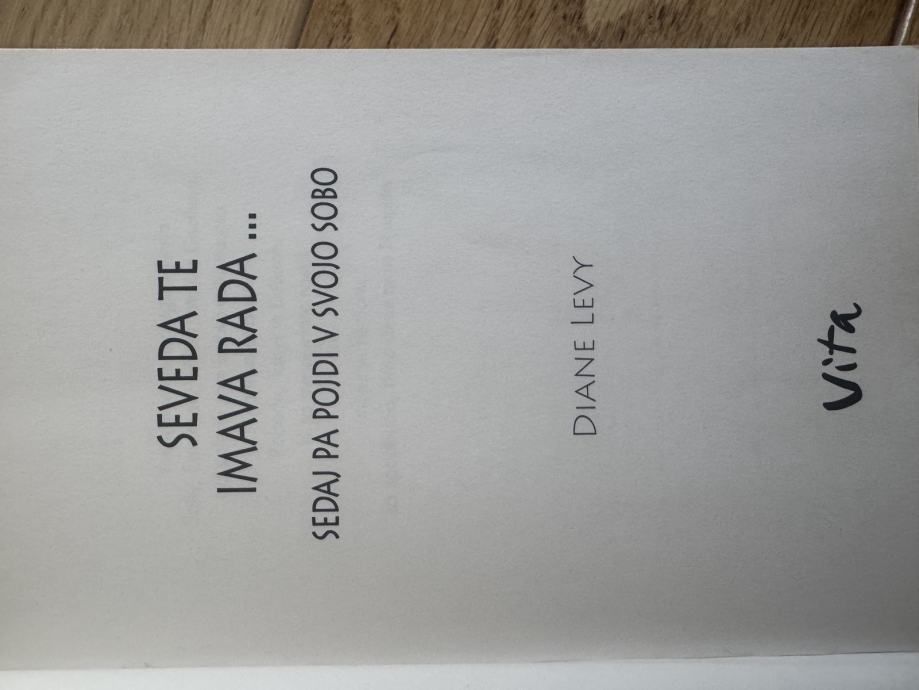 SEVEDA TE
IMAVA RADA ...
SEDAJ PA POJDI V SVOJO SOBO
DIANE LEVY
Vita